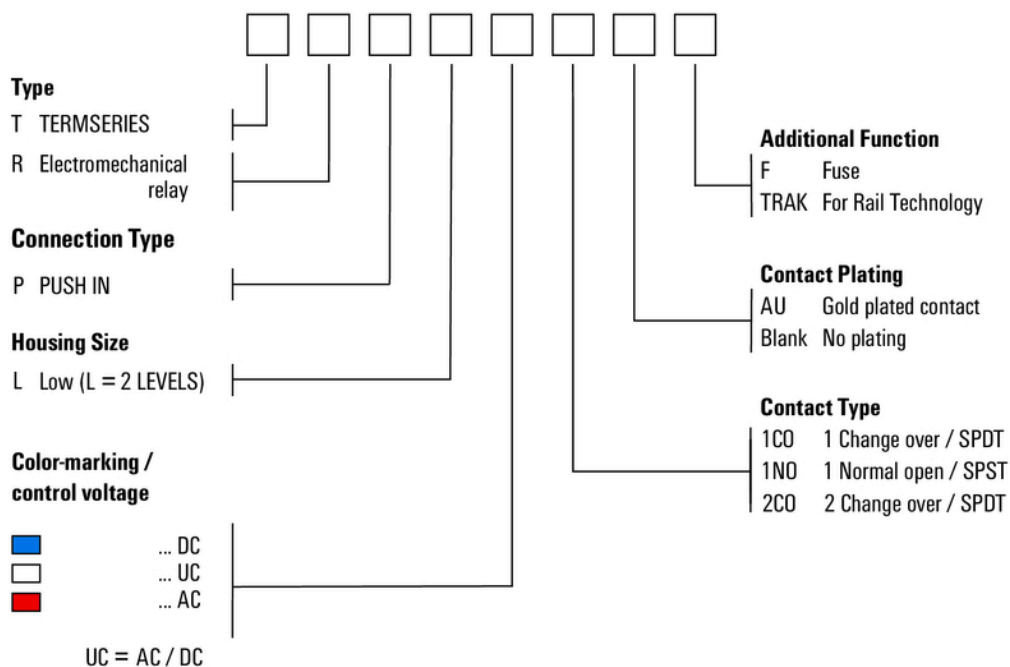 Type
T TERMSERIES
R Electromechanical
relay
Connection Type
P PUSH IN
Housing Size
L Low (L = 2 LEVELS)
Color-marking /
control voltage
... DC
... UC
... AC
UC = AC / DC
Additional Function
F Fuse
TRAK For Rail Technology
Contact Plating
AU Gold plated contact
Blank No plating
Contact Type
1CO 1 Change over / SPDT
1NO 1 Normal open / SPST
2CO 2 Change over / SPDT